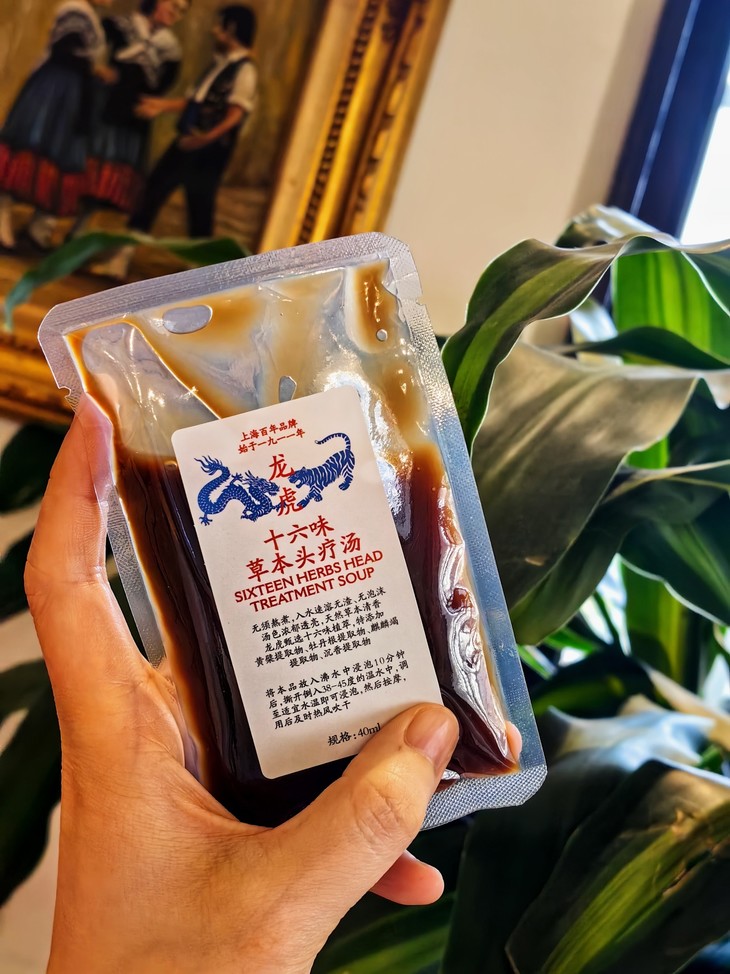 上海百年品牌
始于一九一一年
龙
虎
十六味
草本头疗汤
SIXTEEN HERBS HEAD
TREATMENT SOUP
无须熬煮,入水速溶无渣、无泡沫
汤色浓郁透亮,天然草本清香
龙虎甄选十六味植萃,特添加
黄檗提取物、牡丹根提取物、麒麟竭
提取物、沉香提取物
将本品放入沸水中浸泡10分钟
后,撕开倒入38-45度的温水中,调
至适宜水温即可浸泡,然后按摩,
用后及时热风吹干
规格:40ml